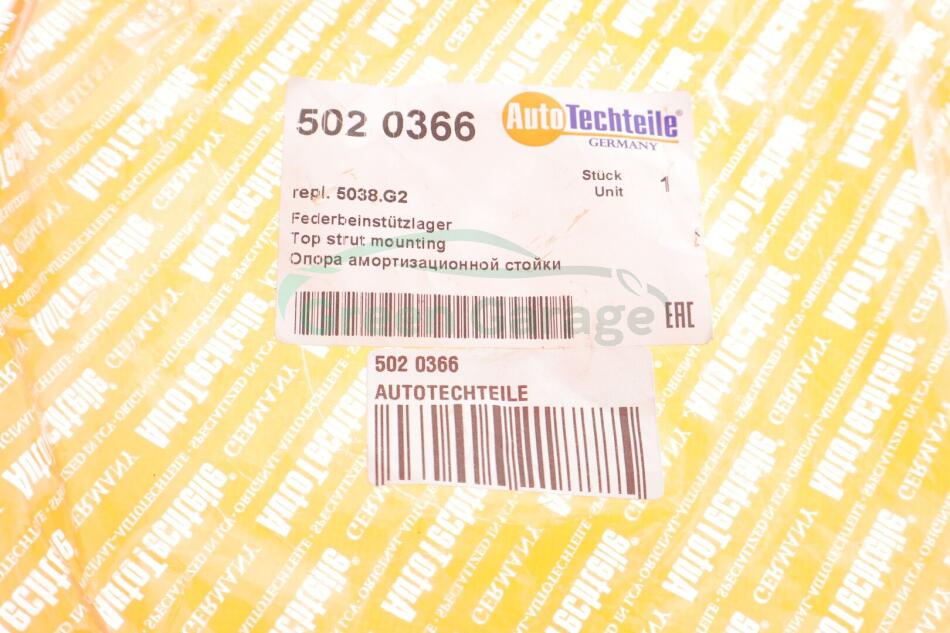 502 0366
AutoTechteile®
GERMANY
Stück
Unit
1
repl. 5038.G2
Federbeinstützlager
Top strut mounting
Опора амортизационной стойки
Green Garage
EAC
502 0366
AUTOTECHTEILE